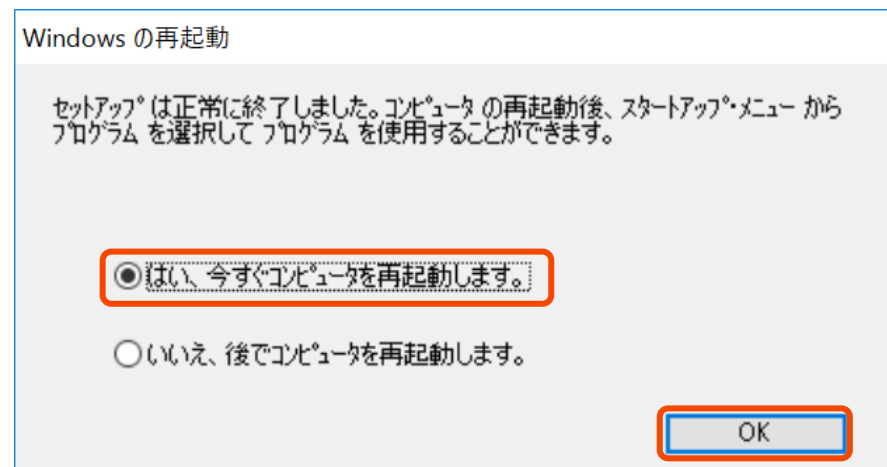 Windows の再起動
ｾｯﾄｱｯﾌﾟは正常に終了しました。ｺﾝﾋﾟｭｰﾀ の再起動後、ｽﾀｰﾄｱｯﾌﾟ･ﾒﾆｭｰ から
ﾌﾟﾛｸﾞﾗﾑ を選択して ﾌﾟﾛｸﾞﾗﾑ を使用することができます。
はい、今すぐｺﾝﾋﾟｭｰﾀを再起動します。
いいえ、後でｺﾝﾋﾟｭｰﾀを再起動します。
OK